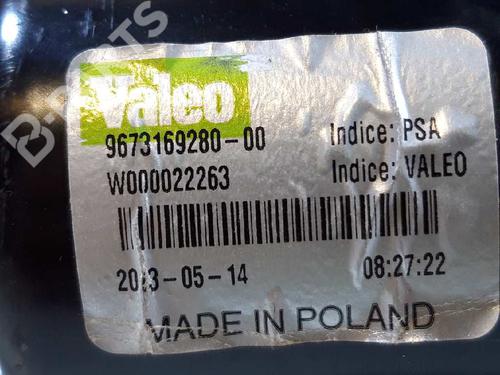 Valeo
9673169280-00 Indice: PSA
W000022263 Indice: VALEO
2013-05-14 08:27:22
MADE IN POLAND
B-PARTS